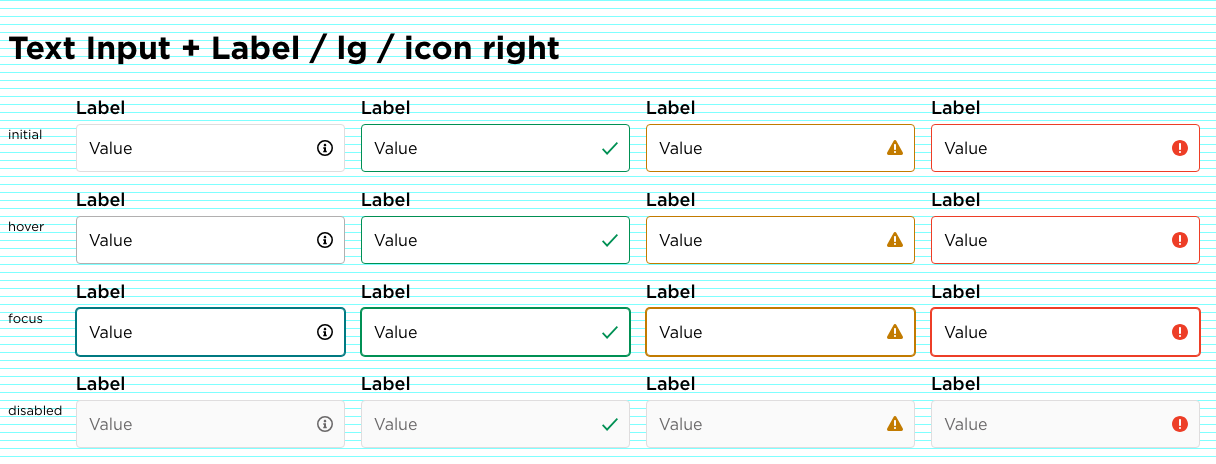 Text Input + Label / lg / icon right
Label Label Label Label
initial Value Value Value Value
Label Label Label Label
hover Value Value Value Value
Label Label Label Label
focus Value Value Value Value
Label Label Label Label
disabled Value Value Value Value